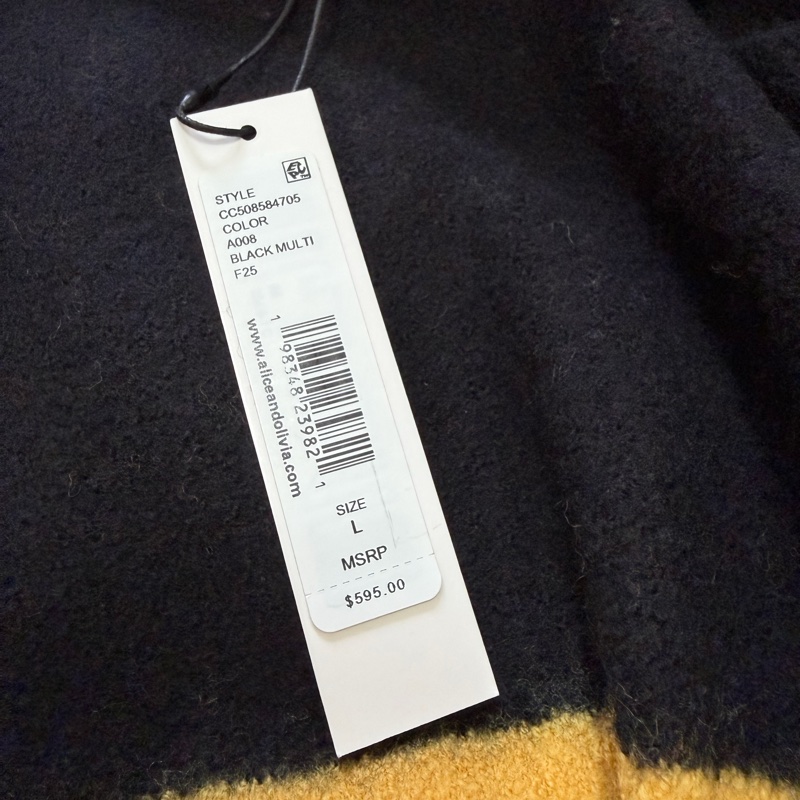 STYLE
CC508584705
COLOR
A008
BLACK MULTI
F25
www.aliceandolivia.com
1 98348 23982 1
SIZE
L
MSRP
$595.00